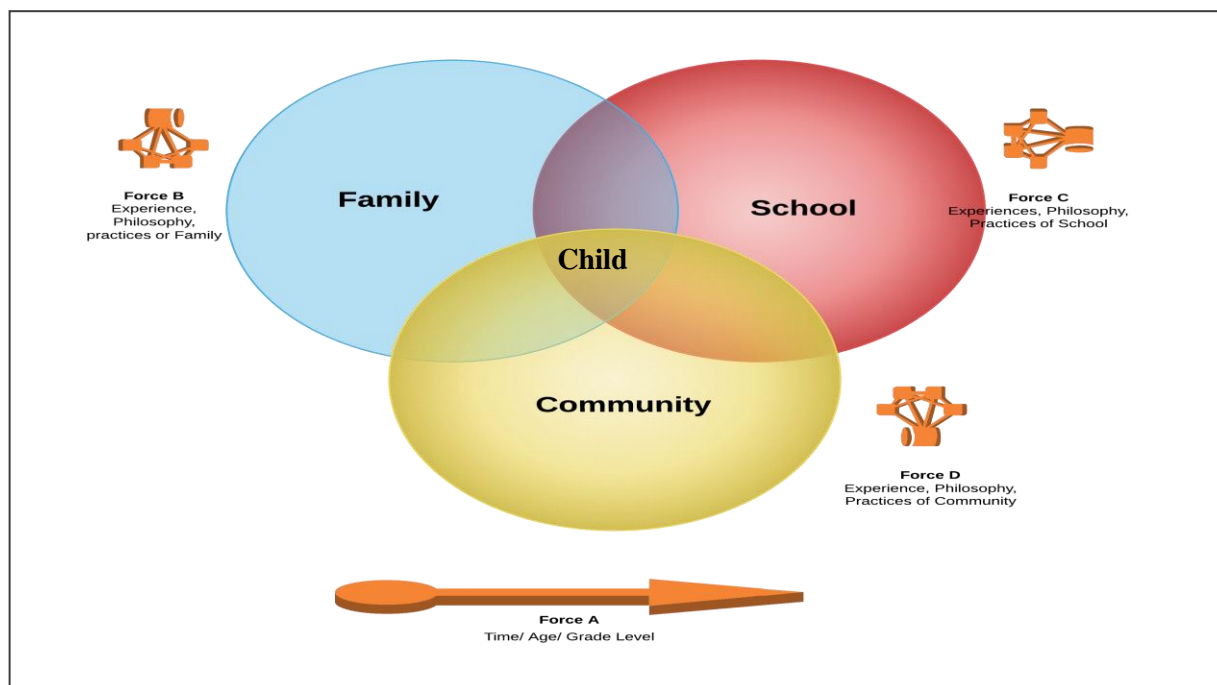 Family
School
Child
Community
Force B
Experience,
Philosophy,
practices or Family
Force C
Experiences, Philosophy,
Practices of School
Force D
Experience, Philosophy,
Practices of Community
Force A
Time/ Age/ Grade Level